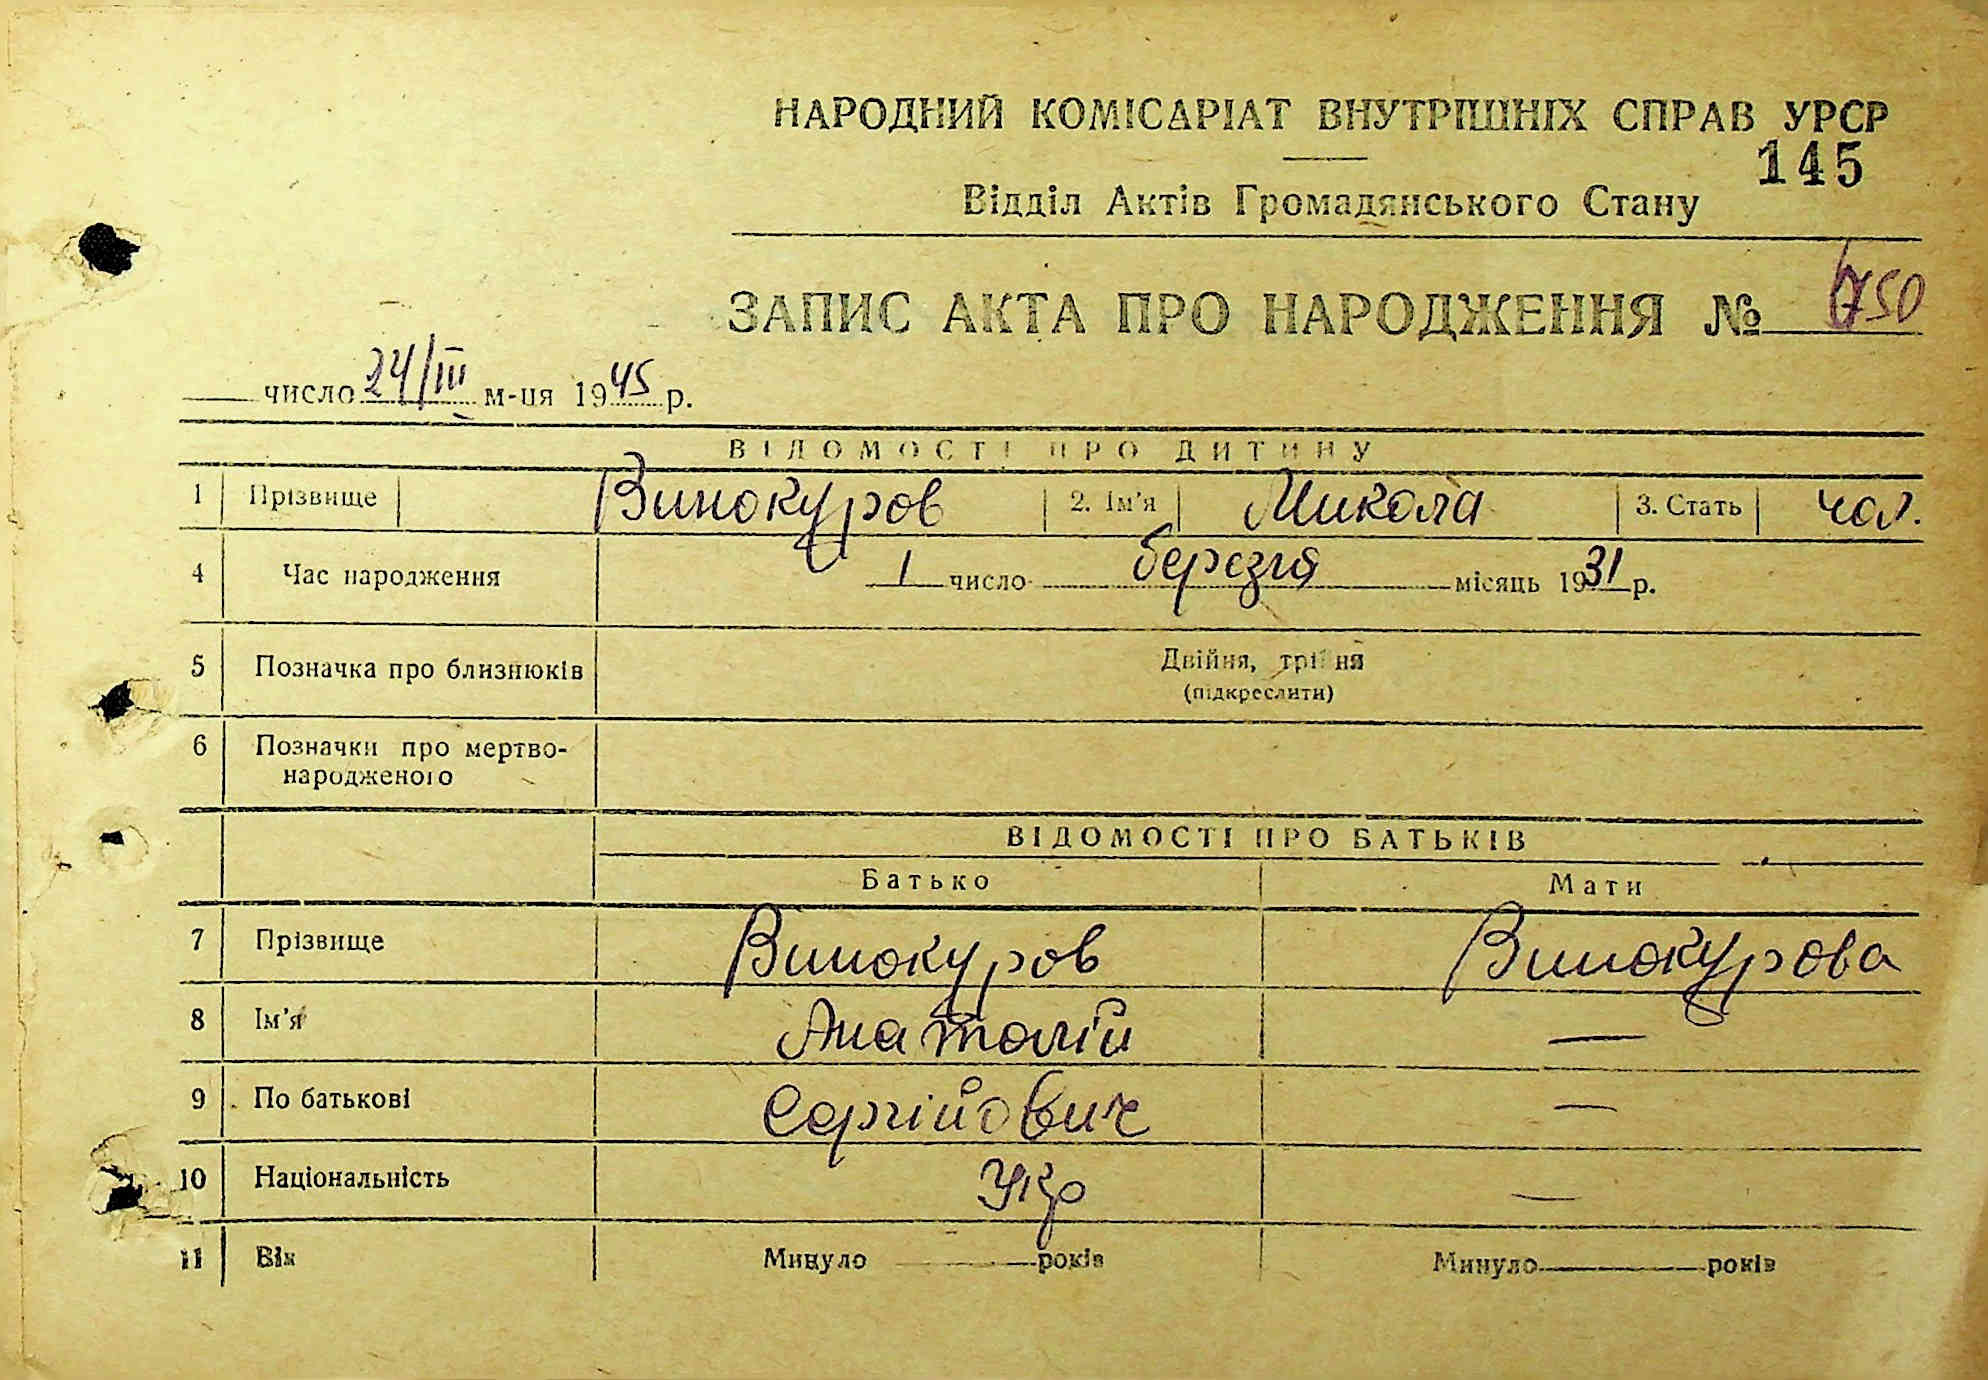 НАРОДНИЙ КОМІСАРІАТ ВНУТРІШНІХ СПРАВ УРСР
145
Відділ Актів Громадянського Стану
ЗАПИС АКТА ПРО НАРОДЖЕННЯ № 750
число 24/III м-ця 1945 р.
ВІДОМОСТІ ПРО ДИТИНУ
1 Прізвище Винокуров 2. Ім'я Микола 3. Стать чол.
4 Час народження 1 число березня місяць 1931 р.
5 Позначка про близнюків Двійня, трійня
(підкреслити)
6 Позначки про мертво-
народженого
ВІДОМОСТІ ПРО БАТЬКІВ
Батько Мати
7 Прізвище Винокуров Винокурова
8 Ім'я Анатолій —
9 По батькові Сергійович —
10 Національність Укр —
11 Вік Минуло років Минуло років